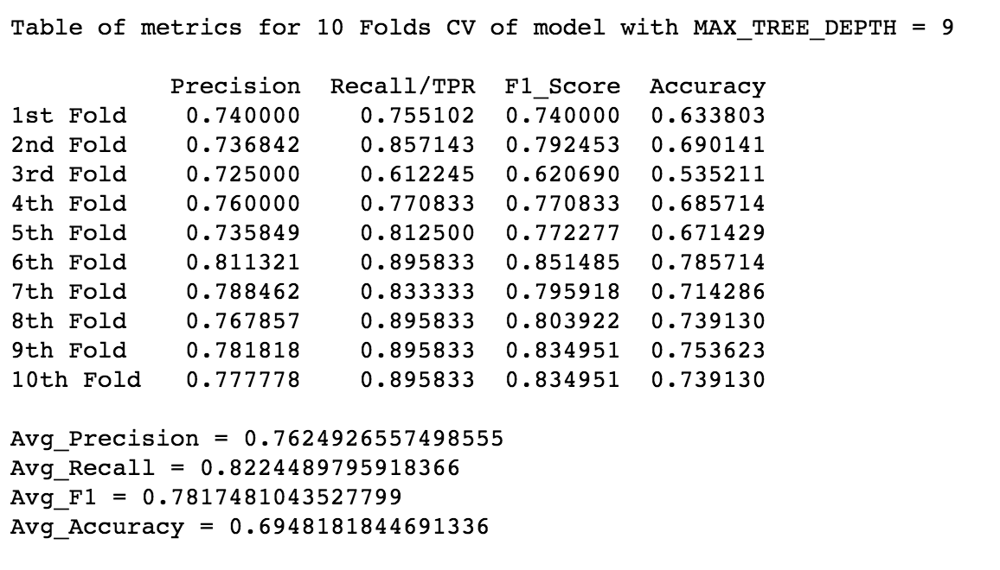 Table of metrics for 10 Folds CV of model with MAX_TREE_DEPTH = 9
Precision Recall/TPR F1_Score Accuracy
1st Fold 0.740000 0.755102 0.740000 0.633803
2nd Fold 0.736842 0.857143 0.792453 0.690141
3rd Fold 0.725000 0.612245 0.620690 0.535211
4th Fold 0.760000 0.770833 0.770833 0.685714
5th Fold 0.735849 0.812500 0.772277 0.671429
6th Fold 0.811321 0.895833 0.851485 0.785714
7th Fold 0.788462 0.833333 0.795918 0.714286
8th Fold 0.767857 0.895833 0.803922 0.739130
9th Fold 0.781818 0.895833 0.834951 0.753623
10th Fold 0.777778 0.895833 0.834951 0.739130
Avg_Precision = 0.7624926557498555
Avg_Recall = 0.8224489795918366
Avg_F1 = 0.7817481043527799
Avg_Accuracy = 0.6948181844691336